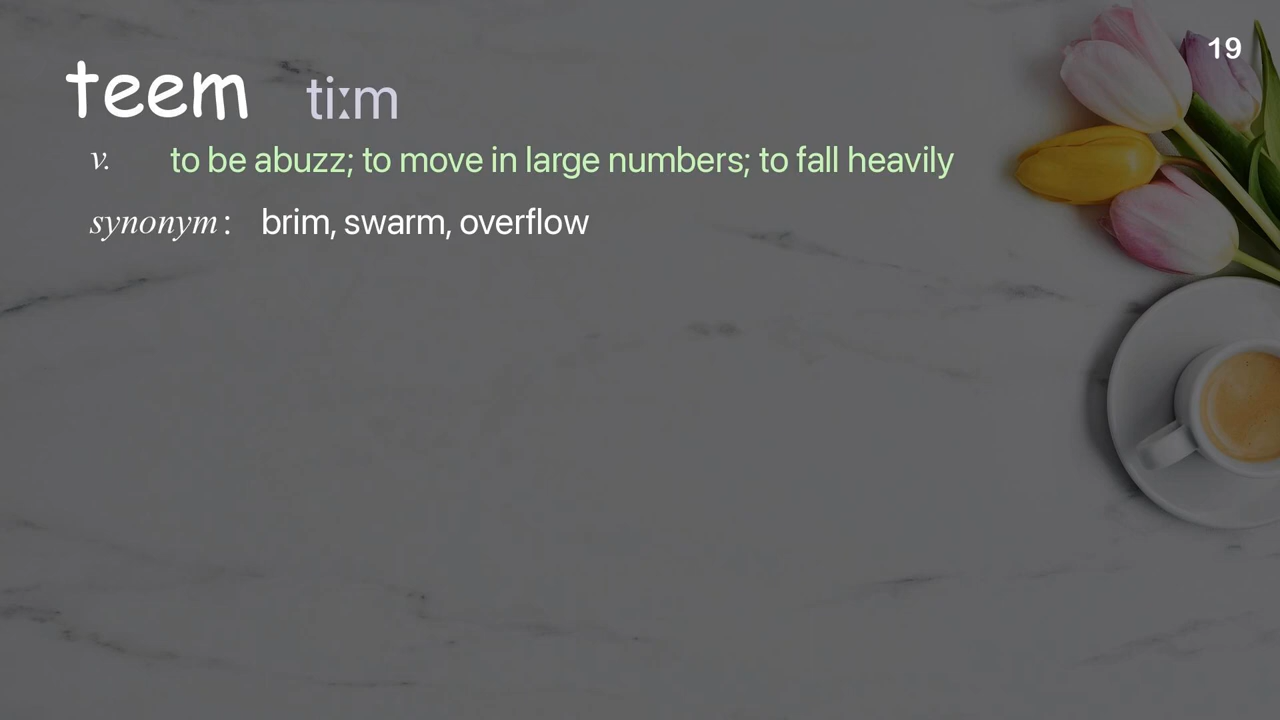 19
teem tiːm
v. to be abuzz; to move in large numbers; to fall heavily
synonym: brim, swarm, overflow